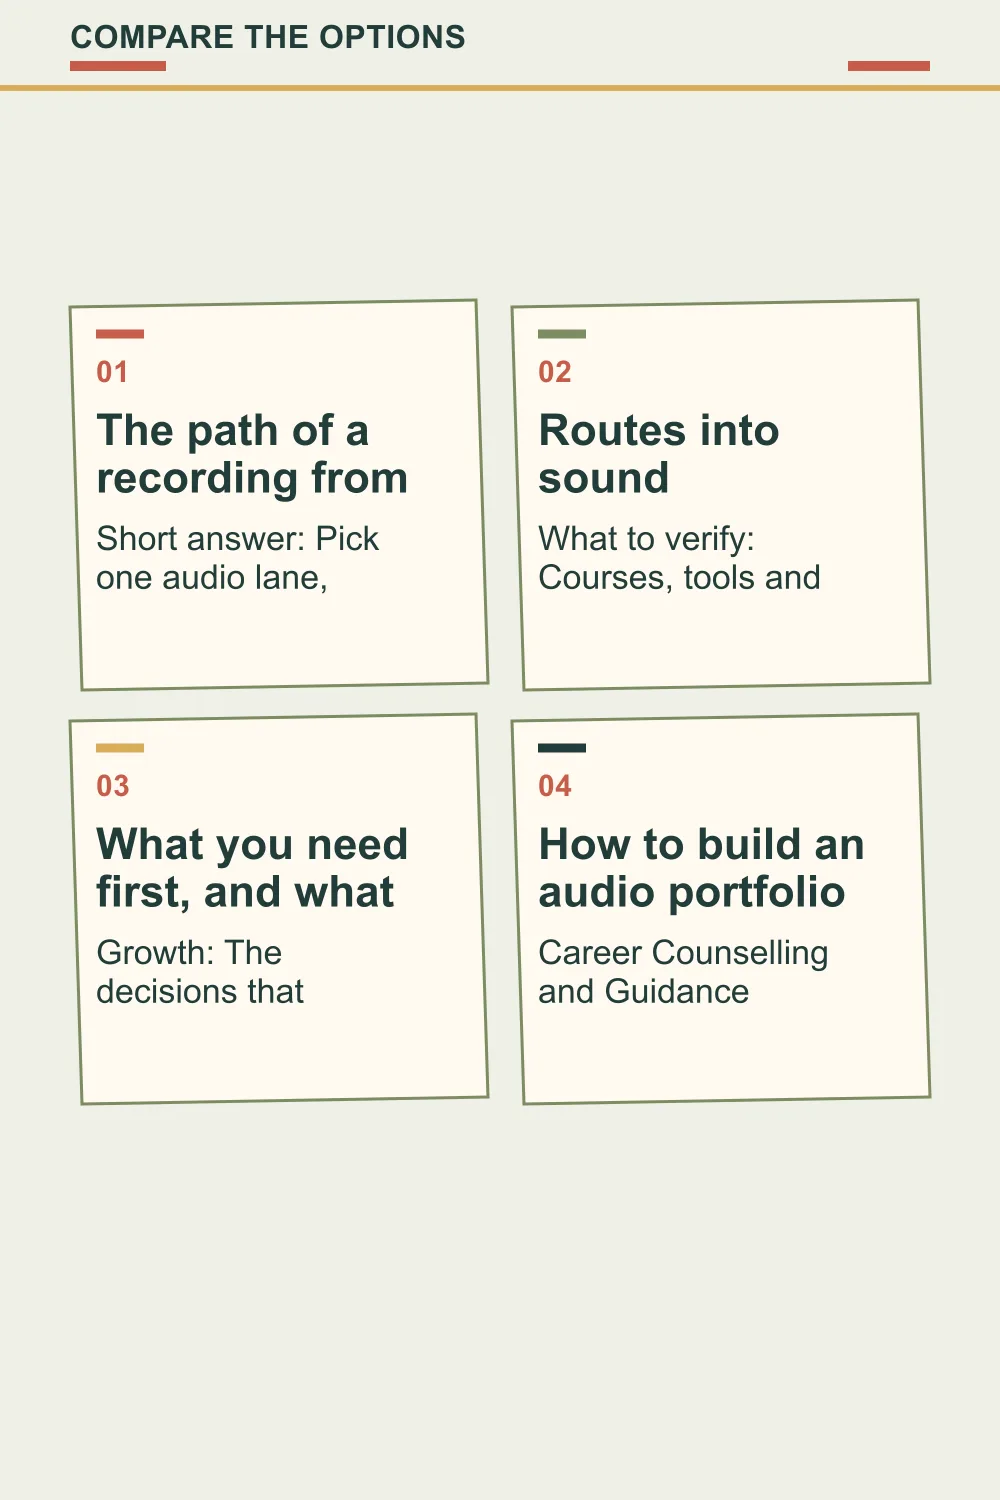 COMPARE THE OPTIONS
01
The path of a
recording from
Short answer: Pick
one audio lane,
02
Routes into
sound
What to verify:
Courses, tools and
03
What you need
first, and what
Growth: The
decisions that
04
How to build an
audio portfolio
Career Counselling
and Guidance